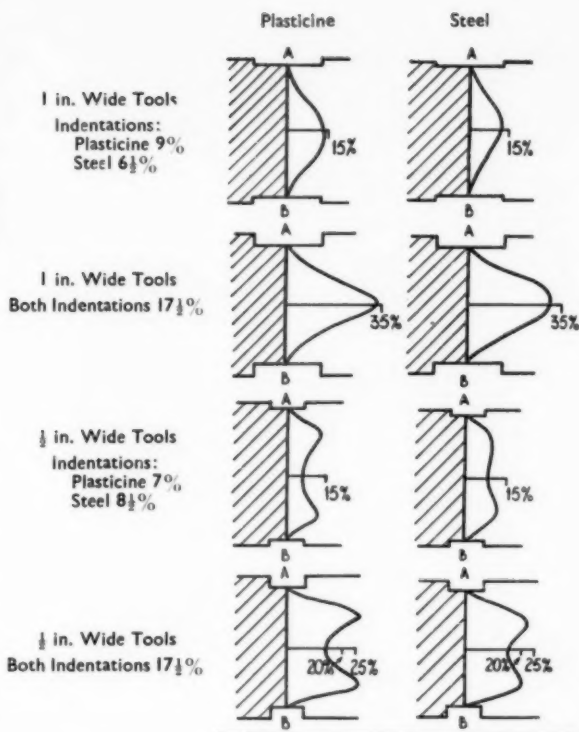 Plasticine Steel
A A
1 in. Wide Tools
Indentations:
Plasticine 9%
Steel 6½%
15% 15%
B B
A A
1 in. Wide Tools
Both Indentations 17½%
35% 35%
B B
A A
½ in. Wide Tools
Indentations:
Plasticine 7%
Steel 8½%
15% 15%
B B
A A
½ in. Wide Tools
Both Indentations 17½%
20% 25% 20% 25%
B B